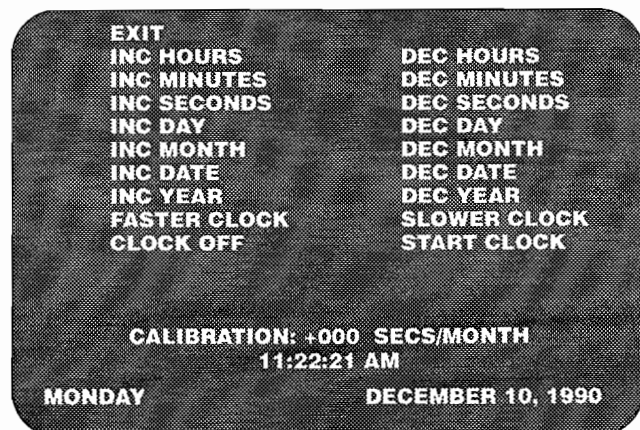 EXIT
INC HOURS DEC HOURS
INC MINUTES DEC MINUTES
INC SECONDS DEC SECONDS
INC DAY DEC DAY
INC MONTH DEC MONTH
INC DATE DEC DATE
INC YEAR DEC YEAR
FASTER CLOCK SLOWER CLOCK
CLOCK OFF START CLOCK
CALIBRATION: +000 SECS/MONTH
11:22:21 AM
MONDAY DECEMBER 10, 1990